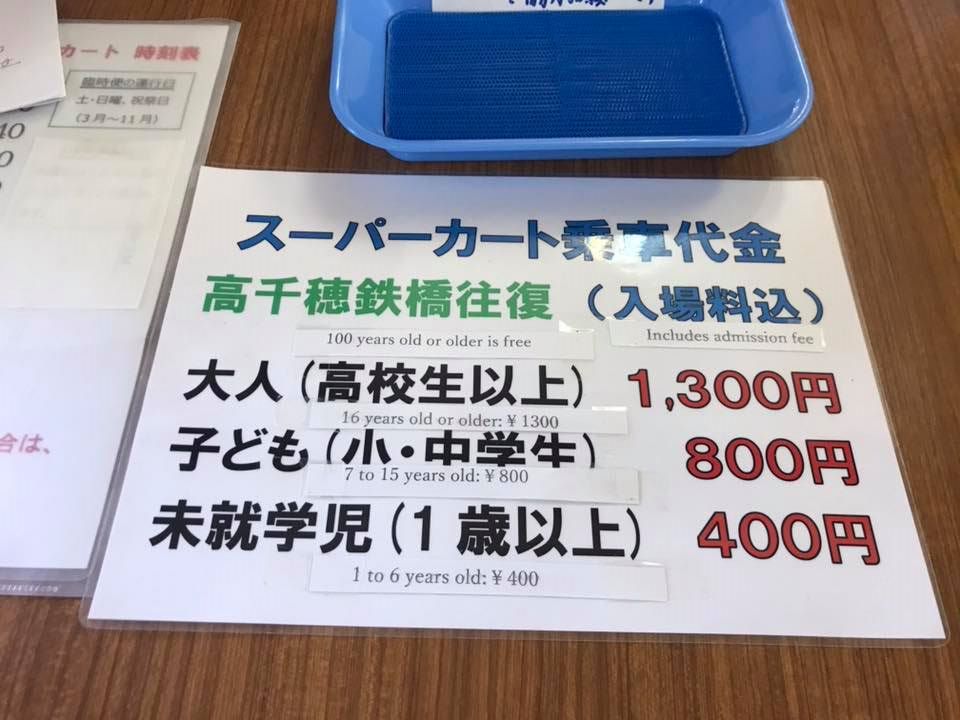 カート 時刻表
臨時便の運行日
土・日曜、祝祭日
(3月~11月)
40
0
合は、
スーパーカート乗車代金
高千穂鉄橋往復 (入場料込)
100 years old or older is free
Includes admission fee
大人(高校生以上) 1,300円
16 years old or older: ¥1300
子ども(小・中学生) 800円
7 to 15 years old: ¥800
未就学児(1歳以上) 400円
1 to 6 years old: ¥400